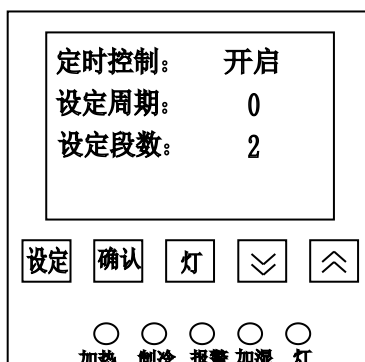 定时控制： 开启
设定周期： 0
设定段数： 2
设定 确认 灯
加热 制冷 报警 加湿 灯